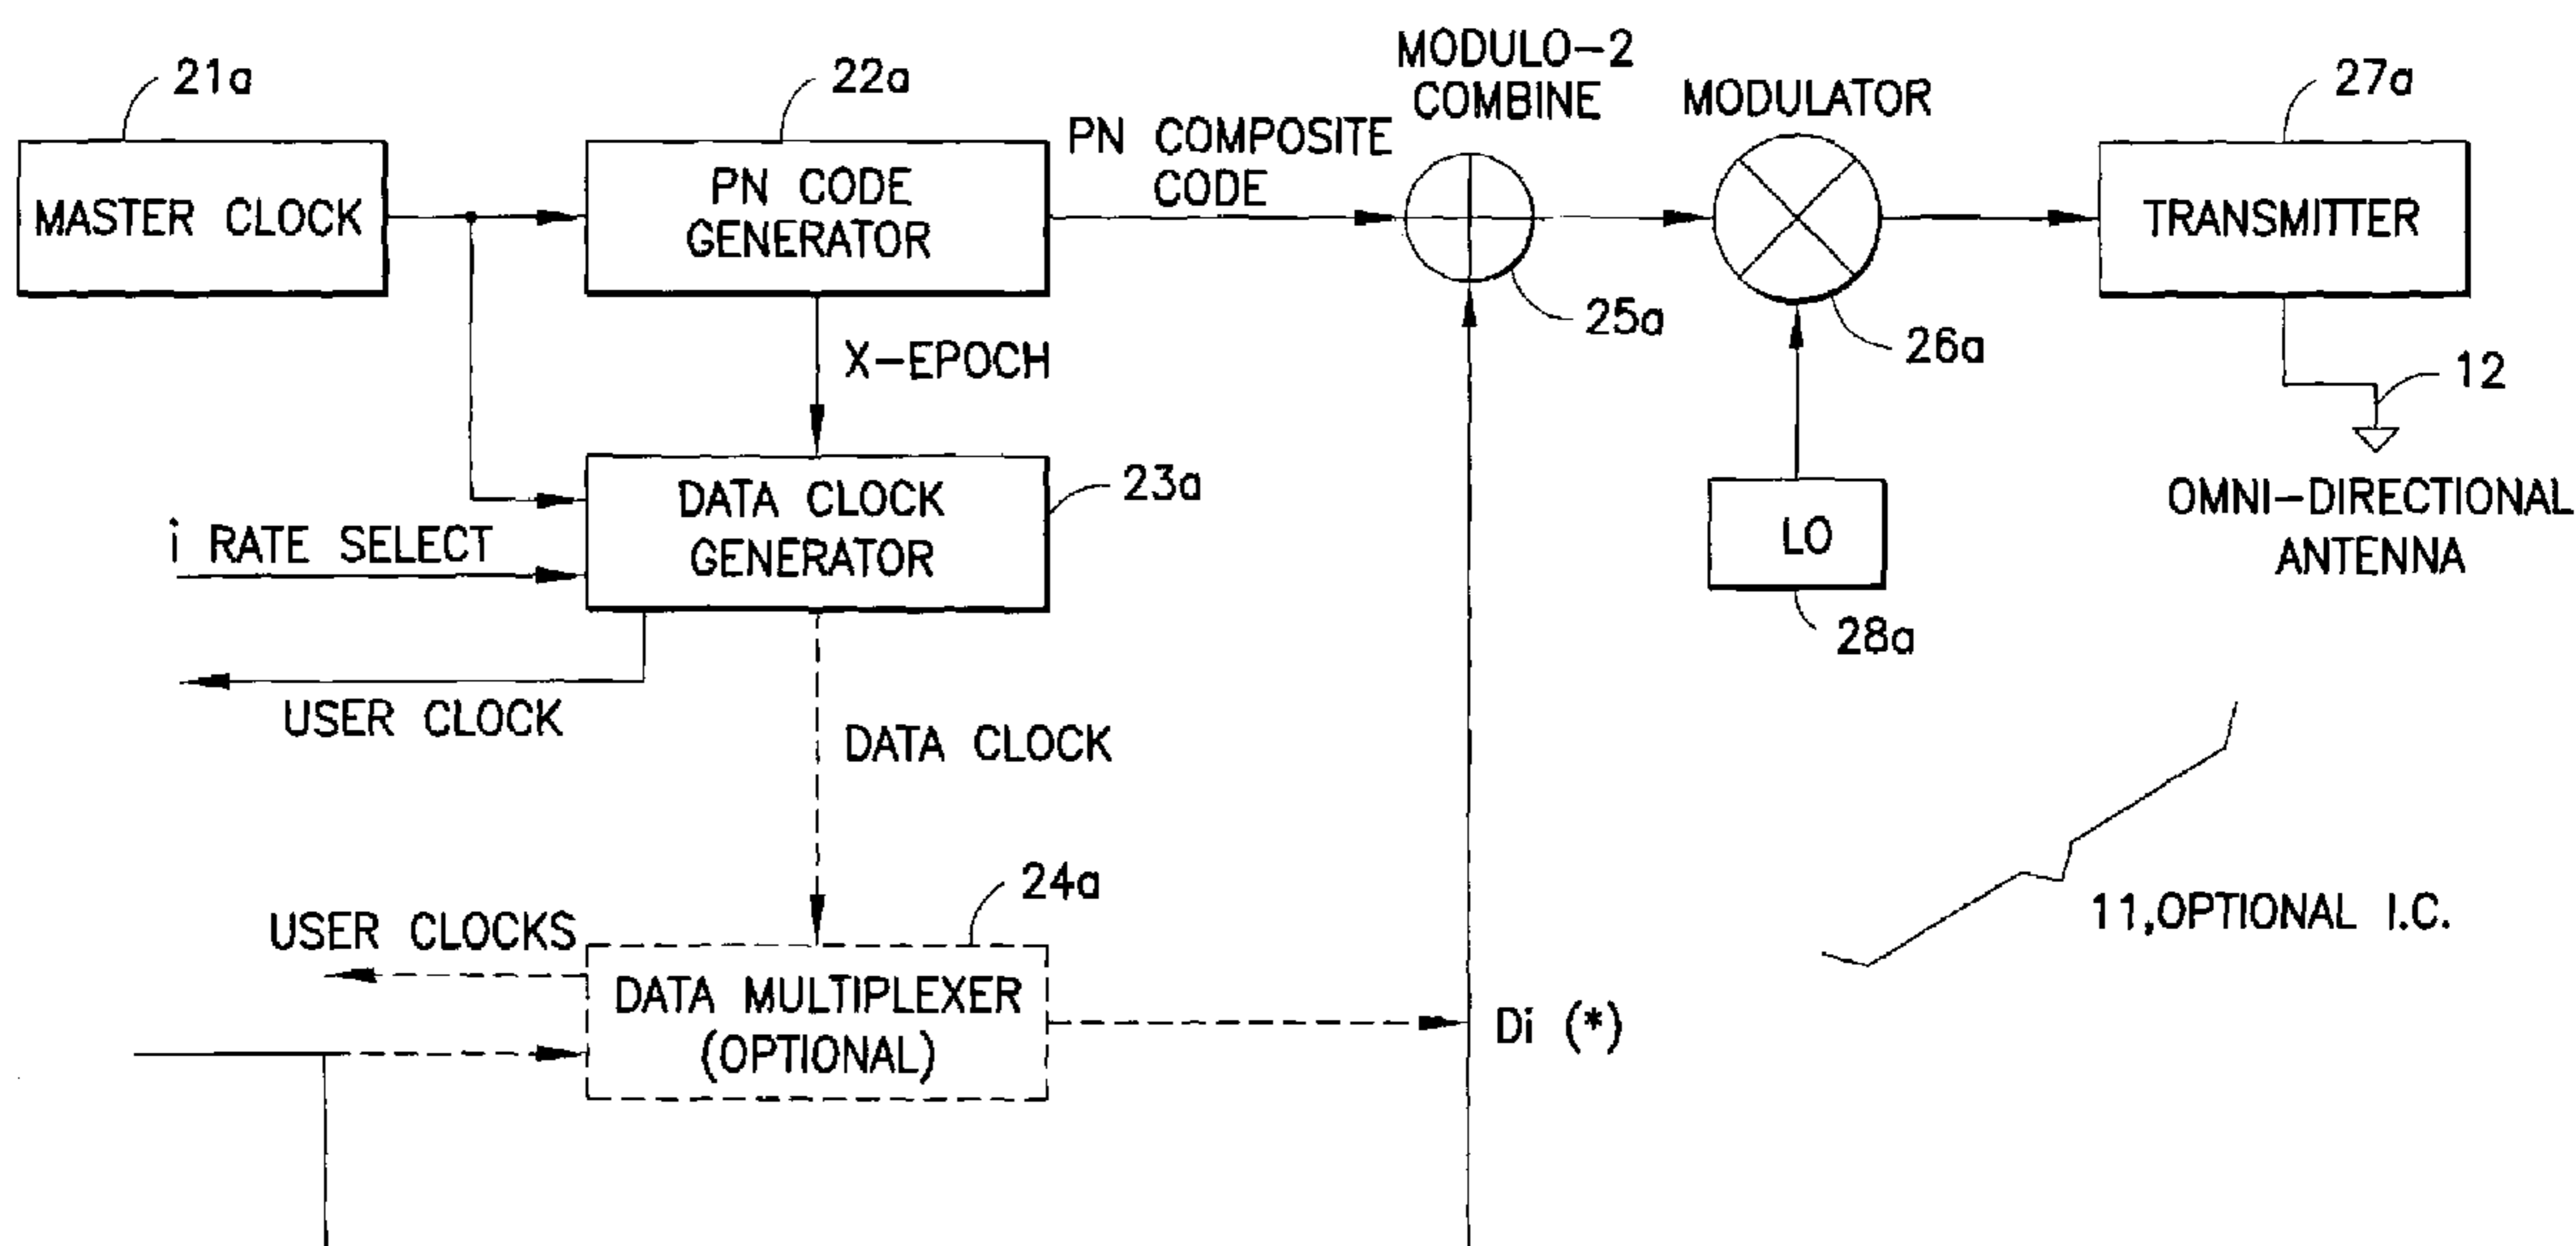 21a
22a
MODULO-2
COMBINE
MODULATOR
27a
MASTER CLOCK
PN CODE
GENERATOR
PN COMPOSITE
CODE
TRANSMITTER
25a
26a
X-EPOCH
12
23a
DATA CLOCK
GENERATOR
i RATE SELECT
LO
28a
OMNI-DIRECTIONAL
ANTENNA
USER CLOCK
DATA CLOCK
24a
USER CLOCKS
DATA MULTIPLEXER
(OPTIONAL)
Di (*)
11,OPTIONAL I.C.